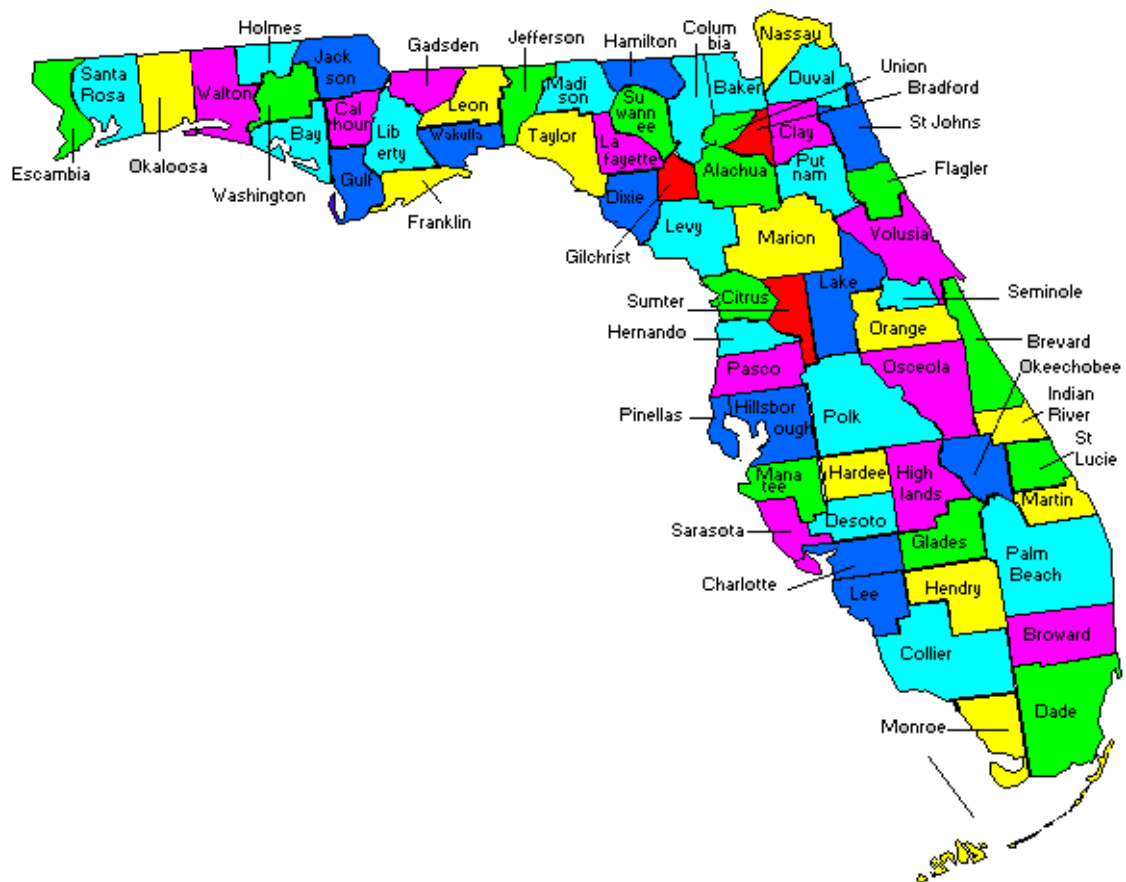 Holmes
Gadsden
Jefferson
Hamilton
Colum
bia
Nassau
Union
Bradford
Jack
son
Santa
Rosa
Walton
Leon
Madi
son
Su
wann
ee
Baker
Duval
Clay
St Johns
Cal
houn
Lib
erty
Wakulla
Taylor
La
fayette
Bay
Escambia
Okaloosa
Washington
Gulf
Franklin
Dixie
Gilchrist
Alachua
Put
nam
Flagler
Levy
Marion
Volusia
Citrus
Lake
Sumter
Seminole
Hernando
Orange
Brevard
Pasco
Osceola
Okeechobee
Pinellas
Hillsbor
ough
Polk
Indian
River
St
Lucie
Mana
tee
Hardee
High
lands
Martin
Sarasota
Desoto
Glades
Palm
Beach
Charlotte
Lee
Hendry
Collier
Broward
Monroe
Dade